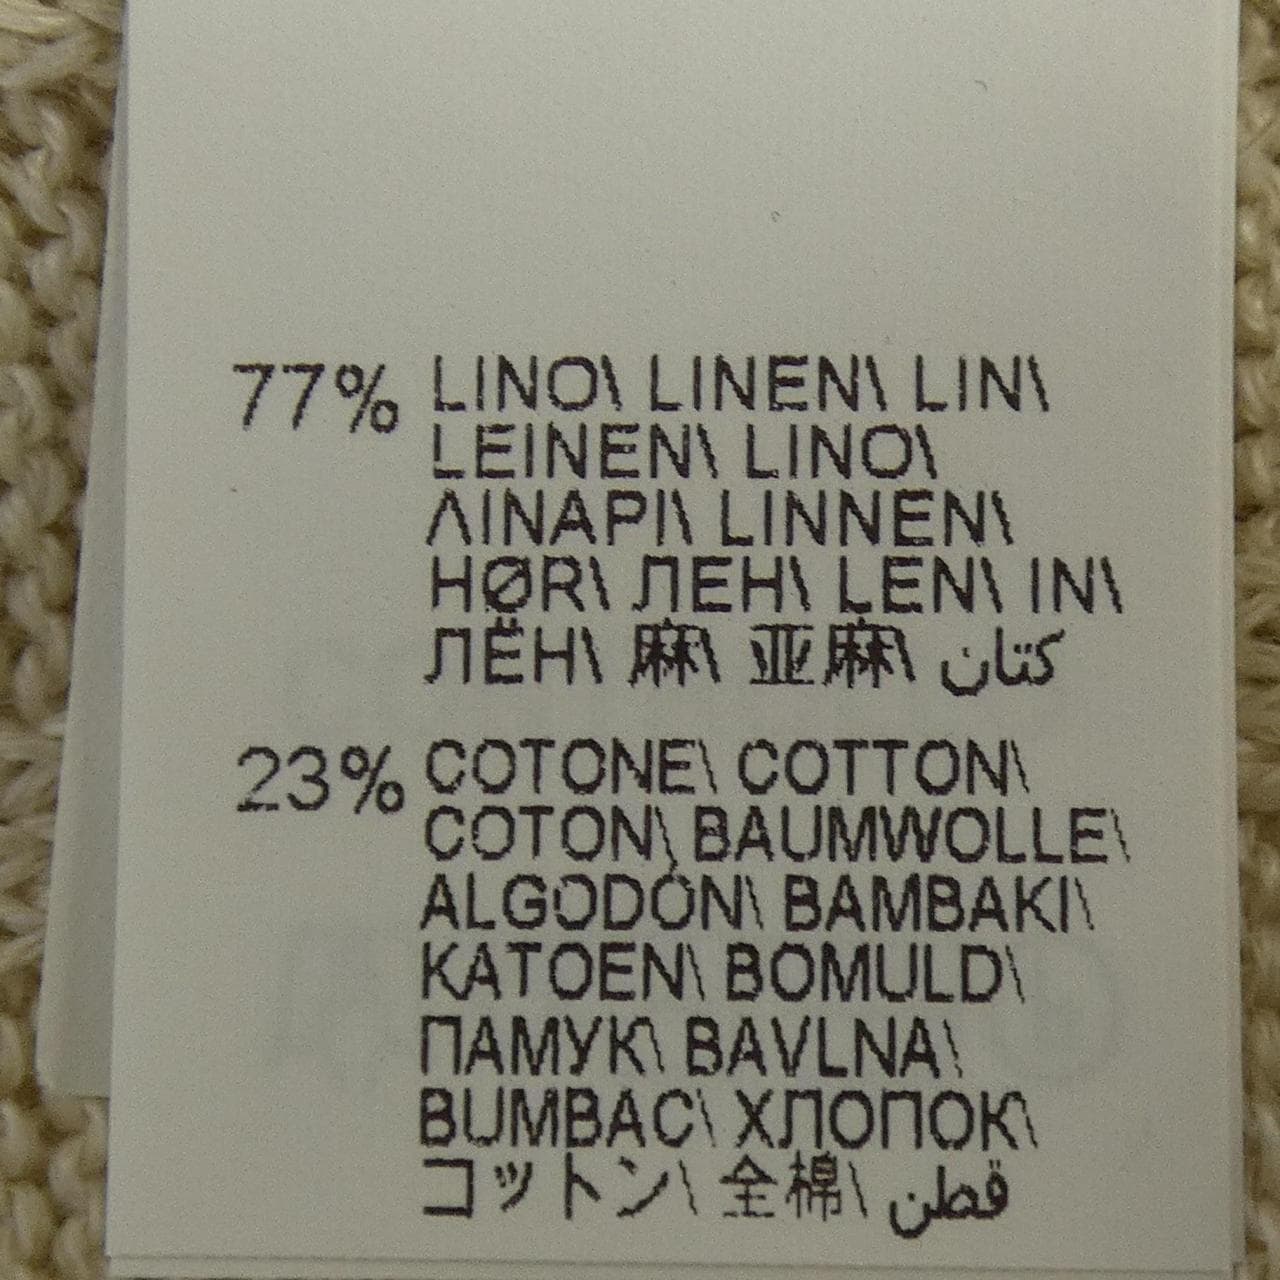 77% LINO\ LINEN\ LIN\
LEINEN\ LINO\
ΛINAPI\ LINNEN\
HØR\ ЛЕН\ LEN\ IN\
ЛЁН\ 麻\ 亚麻\ كتان
23% COTONE\ COTTON\
COTON\ BAUMWOLLE\
ALGODÓN\ BAMBAKI\
KATOEN\ BOMULD\
ПАМУК\ BAVLNA\
BUMBAC\ ХЛОПОК\
コットン\ 全棉\ قطن